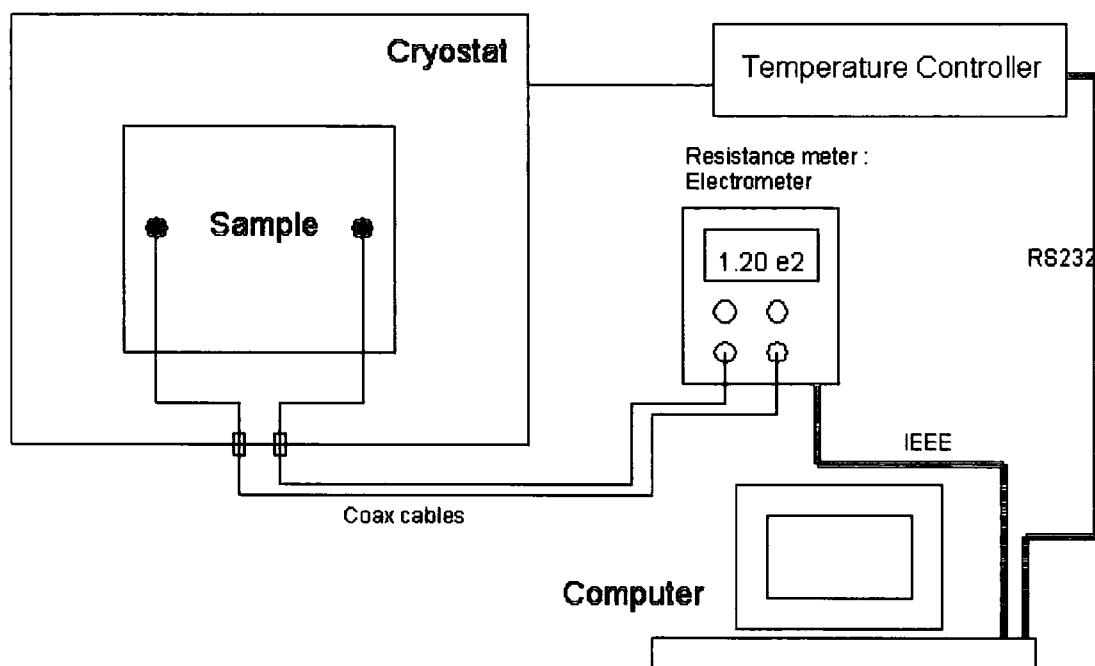 Cryostat
Temperature Controller
Resistance meter :
Electrometer
Sample
1.20 e2
RS232
IEEE
Coax cables
Computer